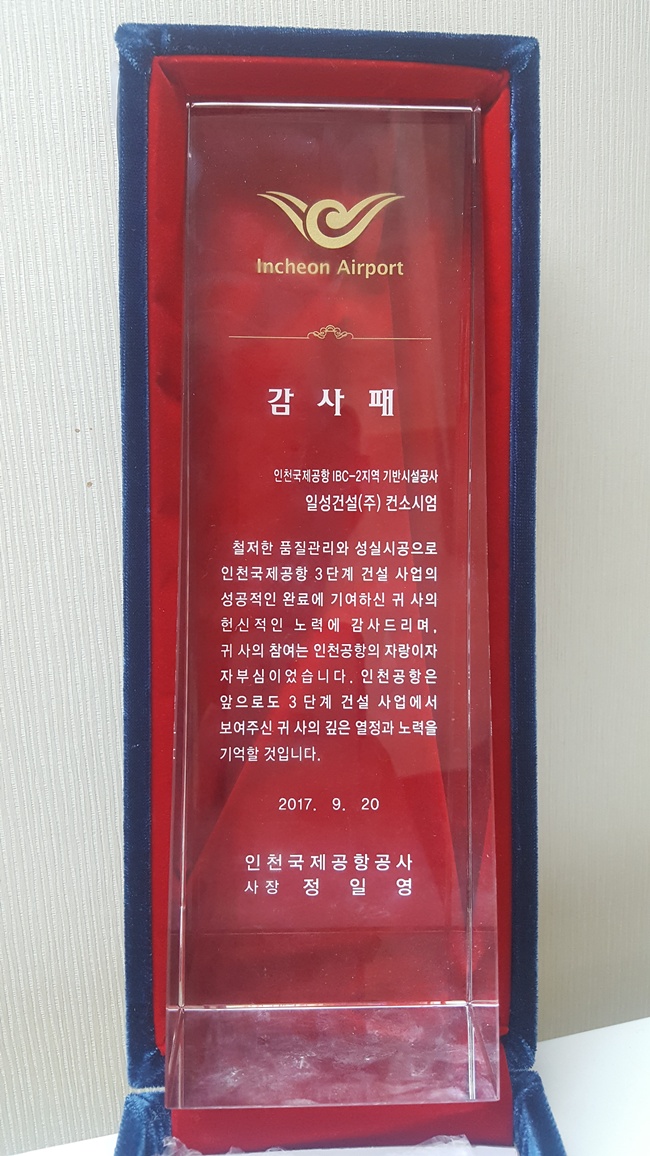 Incheon Airport
감 사 패
인천국제공항 IBC-2지역 기반시설공사
일성건설(주) 컨소시엄
철저한 품질관리와 성실시공으로
인천국제공항 3단계 건설 사업의
성공적인 완료에 기여하신 귀 사의
헌신적인 노력에 감사드리며,
귀 사의 참여는 인천공항의 자랑이자
자부심이었습니다. 인천공항은
앞으로도 3 단계 건설 사업에서
보여주신 귀 사의 깊은 열정과 노력을
기억할 것입니다.
2017. 9. 20
인천국제공항공사
사장 정 일 영